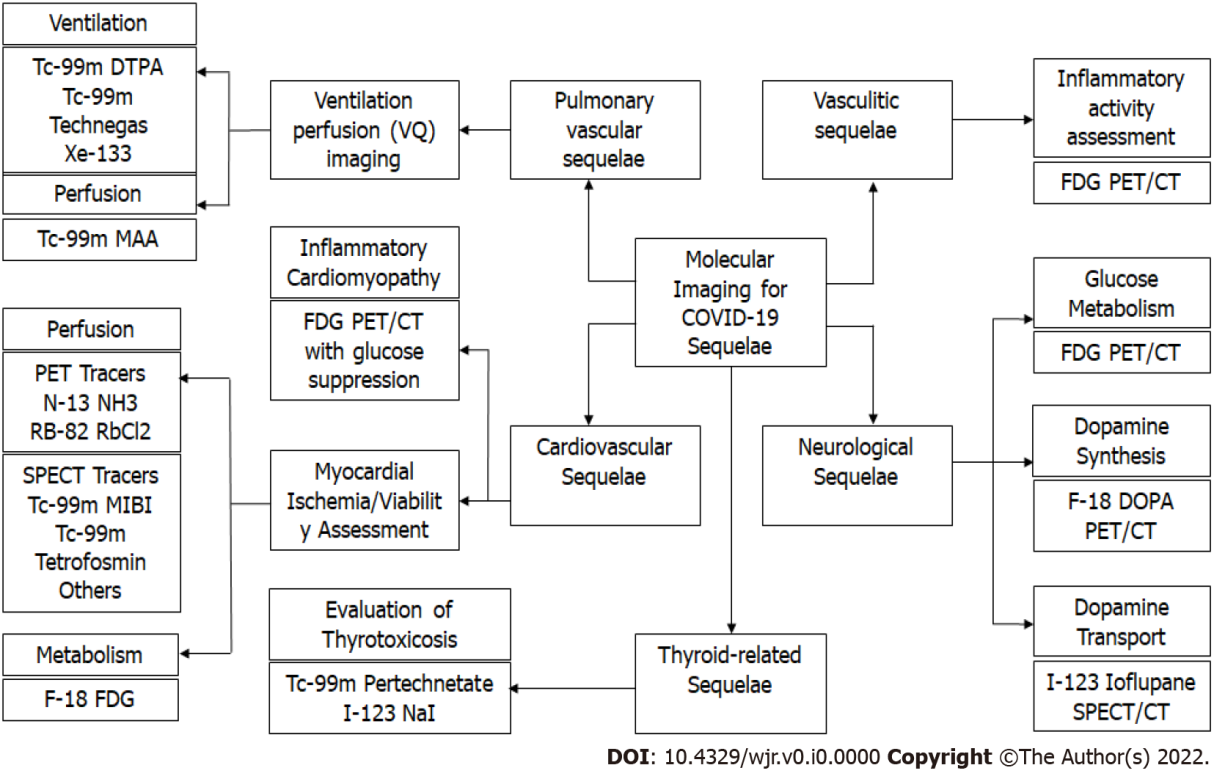 Ventilation
Tc-99m DTPA
Tc-99m
Technegas
Xe-133
Perfusion
Tc-99m MAA
Ventilation
perfusion (VQ)
imaging
Pulmonary
vascular
sequelae
Vasculitic
sequelae
Inflammatory
activity
assessment
FDG PET/CT
Molecular
Imaging for
COVID-19
Sequelae
Inflammatory
Cardiomyopathy
FDG PET/CT
with glucose
suppression
Glucose
Metabolism
FDG PET/CT
Perfusion
PET Tracers
N-13 NH3
RB-82 RbCl2
SPECT Tracers
Tc-99m MIBI
Tc-99m
Tetrofosmin
Others
Metabolism
F-18 FDG
Myocardial
Ischemia/Viabilit
y Assessment
Cardiovascular
Sequelae
Neurological
Sequelae
Dopamine
Synthesis
F-18 DOPA
PET/CT
Dopamine
Transport
I-123 Ioflupane
SPECT/CT
Evaluation of
Thyrotoxicosis
Tc-99m Pertechnetate
I-123 NaI
Thyroid-related
Sequelae
DOI: 10.4329/wjr.v0.i0.0000 Copyright ©The Author(s) 2022.